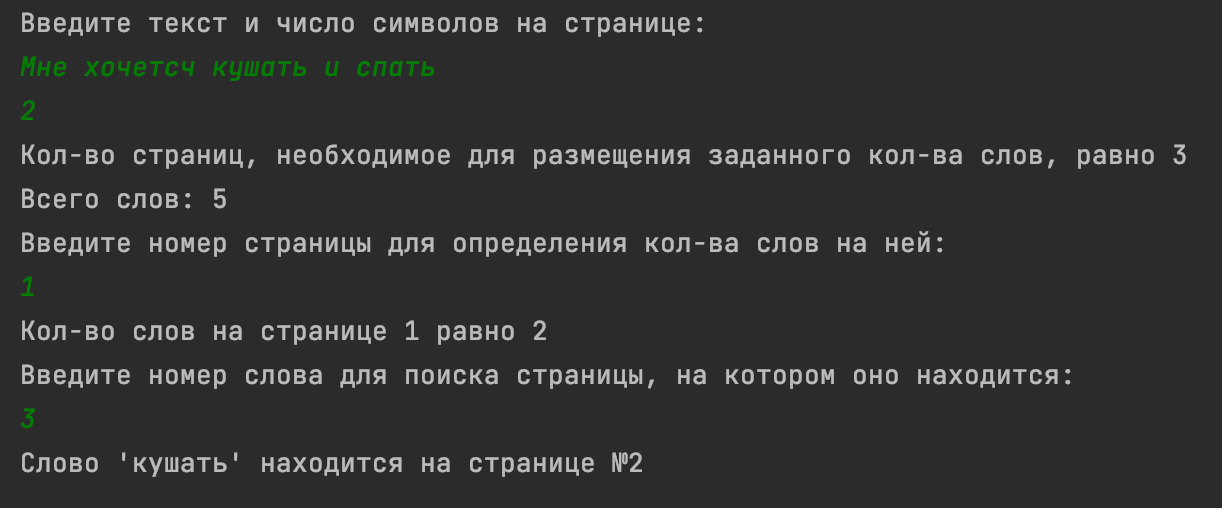 Введите текст и число символов на странице:
Мне хочетсч кушать и спать
2
Кол-во страниц, необходимое для размещения заданного кол-ва слов, равно 3
Всего слов: 5
Введите номер страницы для определения кол-ва слов на ней:
1
Кол-во слов на странице 1 равно 2
Введите номер слова для поиска страницы, на котором оно находится:
3
Слово 'кушать' находится на странице №2